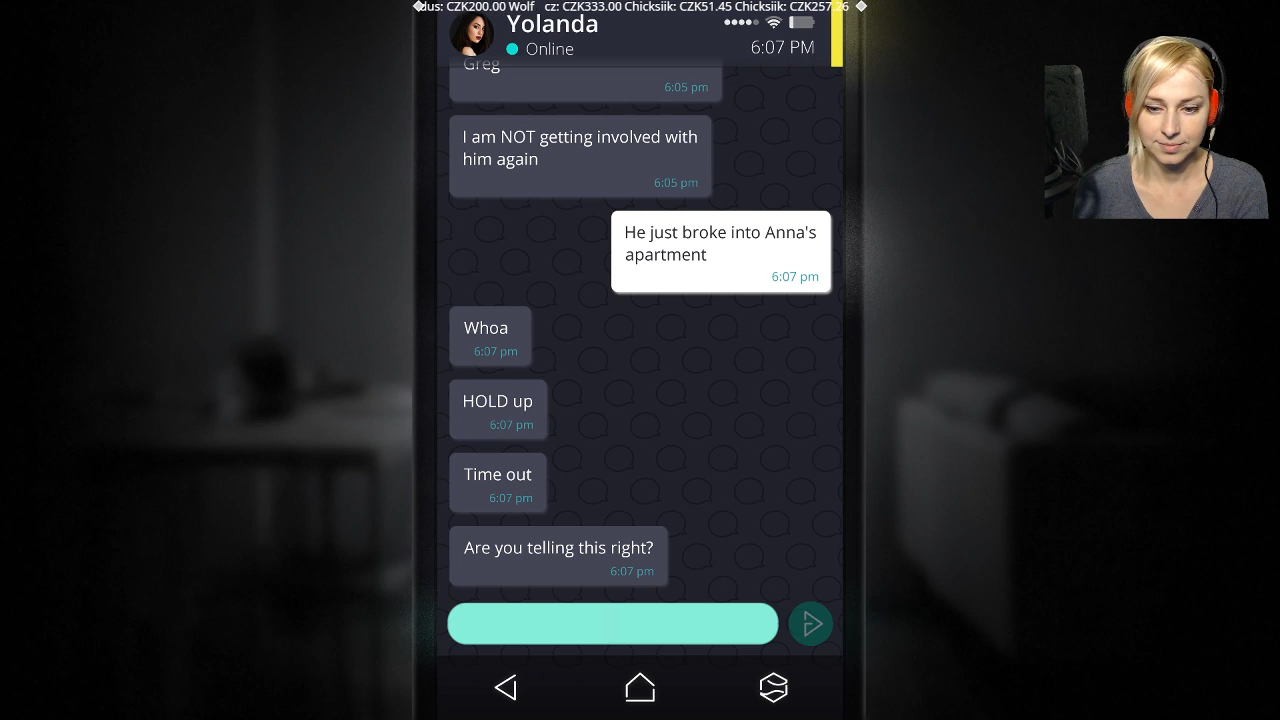 dus: CZK200.00 Wolf cz: CZK333.00 Chicksiik: CZK51.45 Chicksiik: CZK257.26
Yolanda
Online
6:07 PM
Greg
6:05 pm
I am NOT getting involved with
him again
6:05 pm
He just broke into Anna's
apartment
6:07 pm
Whoa
6:07 pm
HOLD up
6:07 pm
Time out
6:07 pm
Are you telling this right?
6:07 pm